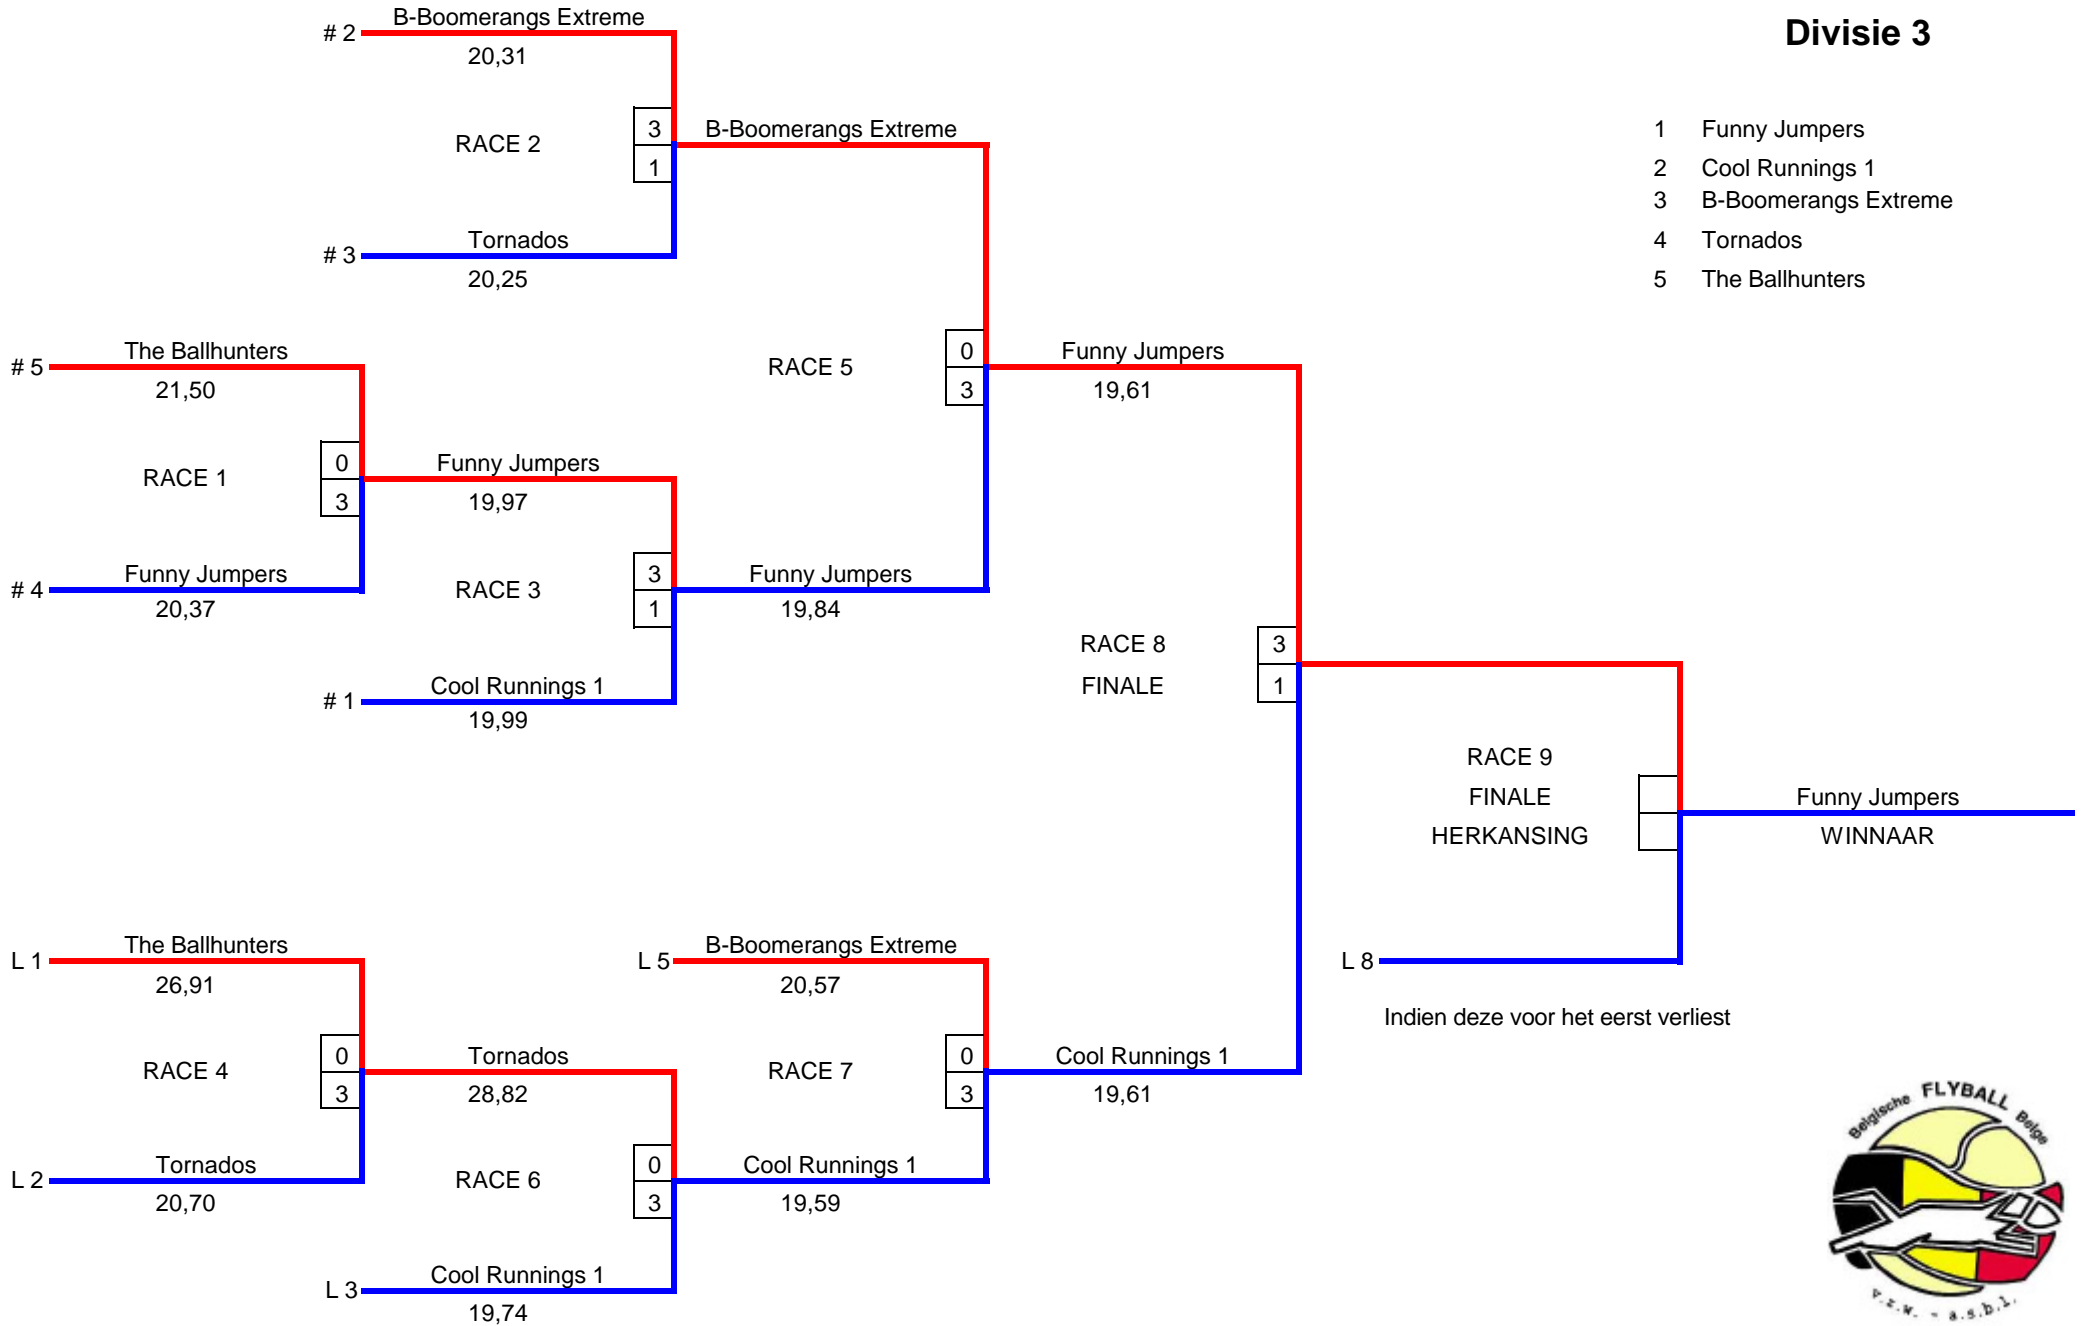 Divisie 3
1 Funny Jumpers
2 Cool Runnings 1
3 B-Boomerangs Extreme
4 Tornados
5 The Ballhunters
# 2 B-Boomerangs Extreme
20,31
RACE 2
3
1
B-Boomerangs Extreme
# 3 Tornados
20,25
# 5 The Ballhunters
21,50
RACE 1
0
3
Funny Jumpers
19,97
# 4 Funny Jumpers
20,37
RACE 3
3
1
Funny Jumpers
19,84
# 1 Cool Runnings 1
19,99
RACE 5
0
3
Funny Jumpers
19,61
RACE 8
FINALE
3
1
RACE 9
FINALE
HERKANSING
Funny Jumpers
WINNAAR
L 8
Indien deze voor het eerst verliest
L 1 The Ballhunters
26,91
RACE 4
0
3
Tornados
28,82
L 2 Tornados
20,70
RACE 6
0
3
Cool Runnings 1
19,59
L 3 Cool Runnings 1
19,74
L 5 B-Boomerangs Extreme
20,57
RACE 7
0
3
Cool Runnings 1
19,61
Belgische FLYBALL Belge
v.z.w. - a.s.b.l.